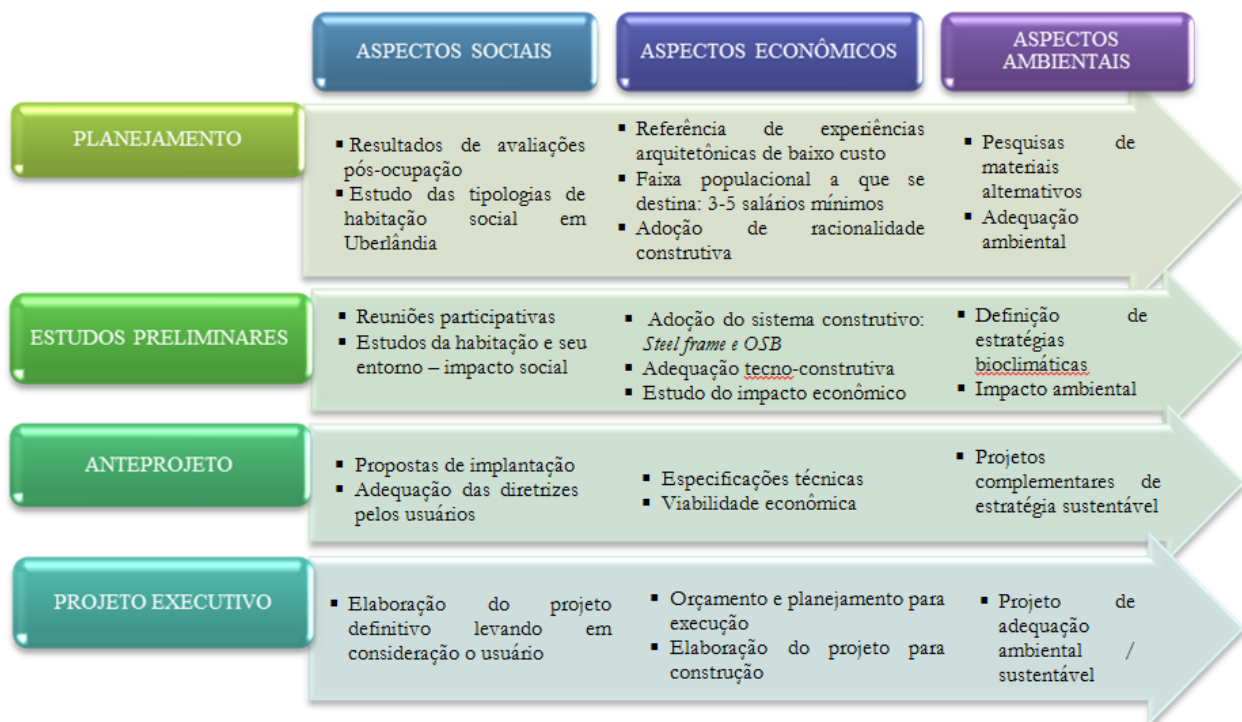 ASPECTOS SOCIAIS
ASPECTOS ECONÔMICOS
ASPECTOS
AMBIENTAIS
PLANEJAMENTO
▪ Resultados de avaliações
pós-ocupação
▪ Estudo das tipologias de
habitação social em
Uberlândia
▪ Referência de experiências
arquitetônicas de baixo custo
▪ Faixa populacional a que se
destina: 3-5 salários mínimos
▪ Adoção de racionalidade
construtiva
▪ Pesquisas de
materiais
alternativos
▪ Adequação
ambiental
ESTUDOS PRELIMINARES
▪ Reuniões participativas
▪ Estudos da habitação e seu
entorno – impacto social
▪ Adoção do sistema construtivo:
Steel frame e OSB
▪ Adequação tecno-construtiva
▪ Estudo do impacto econômico
▪ Definição de
estratégias
bioclimáticas
▪ Impacto ambiental
ANTEPROJETO
▪ Propostas de implantação
▪ Adequação das diretrizes
pelos usuários
▪ Especificações técnicas
▪ Viabilidade econômica
▪ Projetos
complementares de
estratégia sustentável
PROJETO EXECUTIVO
▪ Elaboração do projeto
definitivo levando em
consideração o usuário
▪ Orçamento e planejamento para
execução
▪ Elaboração do projeto para
construção
▪ Projeto de
adequação
ambiental /
sustentável